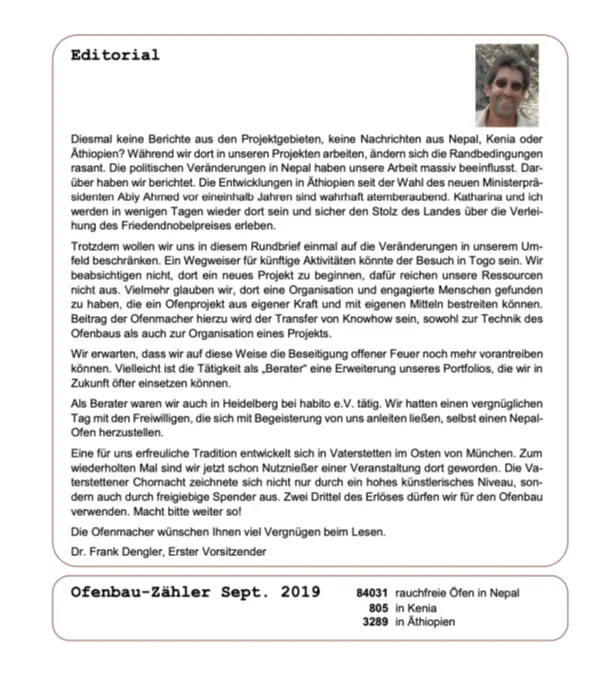 Editorial
Diesmal keine Berichte aus den Projektgebieten, keine Nachrichten aus Nepal, Kenia oder
Äthiopien? Während wir dort in unseren Projekten arbeiten, ändern sich die Randbedingungen
rasant. Die politischen Veränderungen in Nepal haben unsere Arbeit massiv beeinflusst. Dar-
über haben wir berichtet. Die Entwicklungen in Äthiopien seit der Wahl des neuen Ministerprä-
sidenten Abiy Ahmed vor eineinhalb Jahren sind wahrhaft atemberaubend. Katharina und ich
werden in wenigen Tagen wieder dort sein und sicher den Stolz des Landes über die Verlei-
hung des Friedendnobelpreises erleben.
Trotzdem wollen wir uns in diesem Rundbrief einmal auf die Veränderungen in unserem Um-
feld beschränken. Ein Wegweiser für künftige Aktivitäten könnte der Besuch in Togo sein. Wir
beabsichtigen nicht, dort ein neues Projekt zu beginnen, dafür reichen unsere Ressourcen
nicht aus. Vielmehr glauben wir, dort eine Organisation und engagierte Menschen gefunden
zu haben, die ein Ofenprojekt aus eigener Kraft und mit eigenen Mitteln bestreiten können.
Beitrag der Ofenmacher hierzu wird der Transfer von Knowhow sein, sowohl zur Technik des
Ofenbaus als auch zur Organisation eines Projekts.
Wir erwarten, dass wir auf diese Weise die Beseitigung offener Feuer noch mehr vorantreiben
können. Vielleicht ist die Tätigkeit als „Berater“ eine Erweiterung unseres Portfolios, die wir in
Zukunft öfter einsetzen können.
Als Berater waren wir auch in Heidelberg bei habito e.V. tätig. Wir hatten einen vergnüglichen
Tag mit den Freiwilligen, die sich mit Begeisterung von uns anleiten ließen, selbst einen Nepal-
Ofen herzustellen.
Eine für uns erfreuliche Tradition entwickelt sich in Vaterstetten im Osten von München. Zum
wiederholten Mal sind wir jetzt schon Nutznießer einer Veranstaltung dort geworden. Die Va-
terstettener Chornacht zeichnete sich nicht nur durch ein hohes künstlerisches Niveau, son-
dern auch durch freigiebige Spender aus. Zwei Drittel des Erlöses dürfen wir für den Ofenbau
verwenden. Macht bitte weiter so!
Die Ofenmacher wünschen Ihnen viel Vergnügen beim Lesen.
Dr. Frank Dengler, Erster Vorsitzender
Ofenbau-Zähler Sept. 2019 84031 rauchfreie Öfen in Nepal
805 in Kenia
3289 in Äthiopien